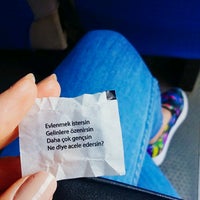 Evlenmek istersin
Gelinlere özenirsin
Daha çok gençsin
Ne diye acele edersin?